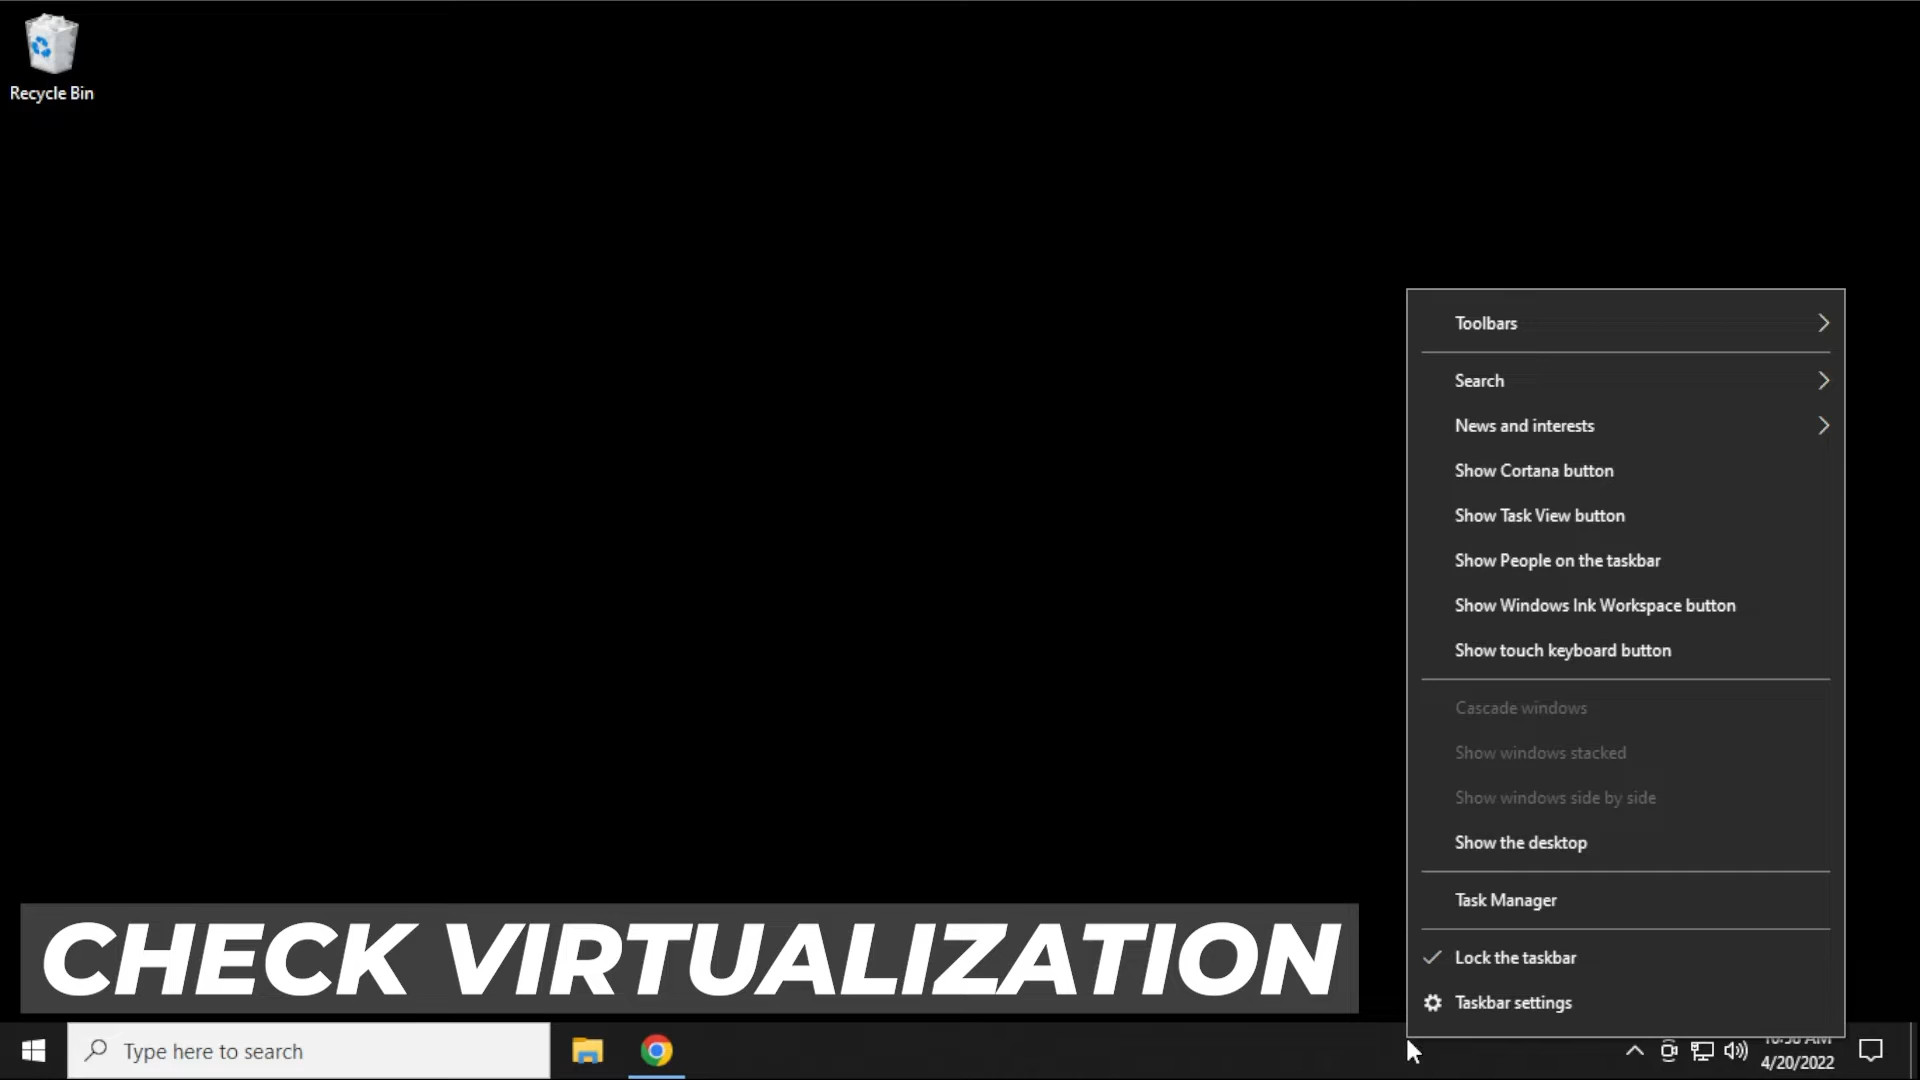 Recycle Bin
Toolbars
Search
News and interests
Show Cortana button
Show Task View button
Show People on the taskbar
Show Windows Ink Workspace button
Show touch keyboard button
Cascade windows
Show windows stacked
Show windows side by side
Show the desktop
Task Manager
Lock the taskbar
Taskbar settings
CHECK VIRTUALIZATION
Type here to search
4/20/2022